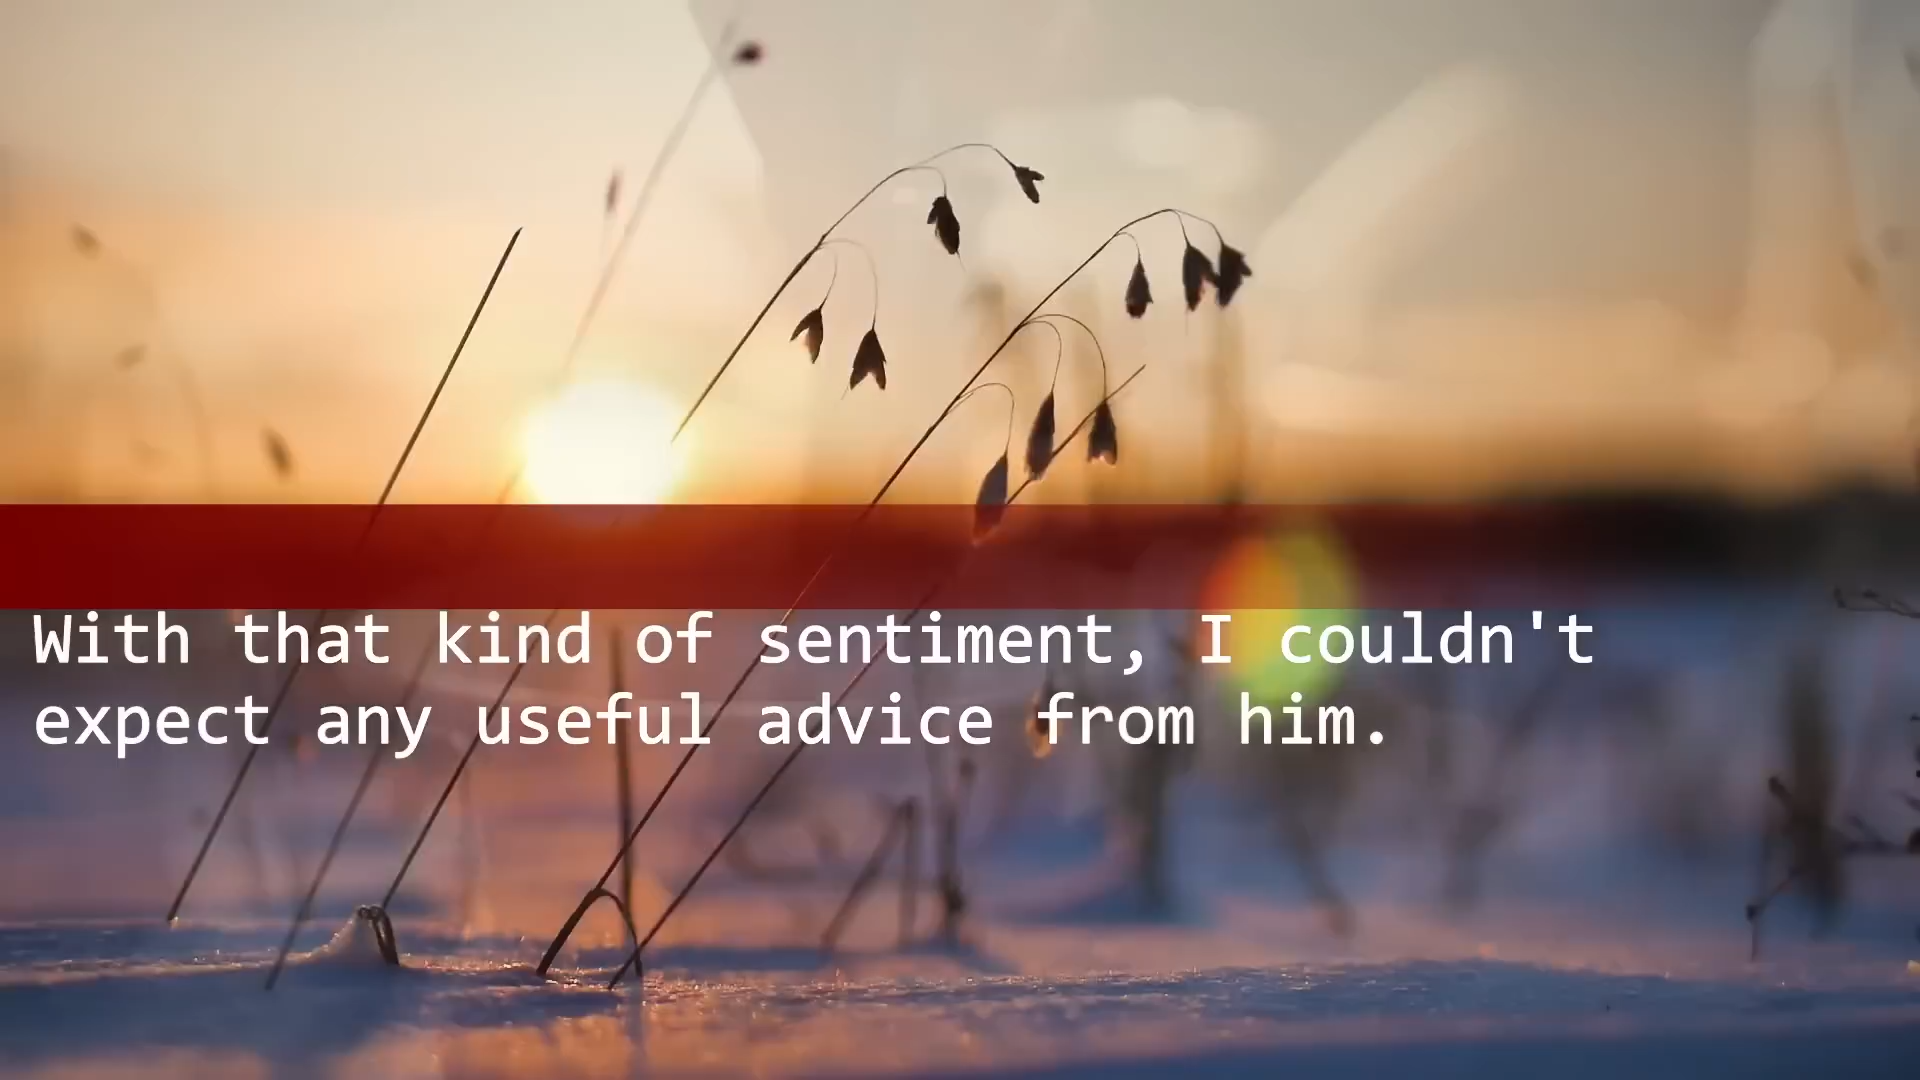 With that kind of sentiment, I couldn't
expect any useful advice from him.